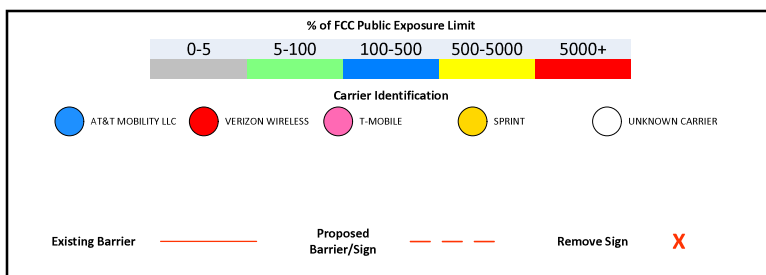 % of FCC Public Exposure Limit
0-5 5-100 100-500 500-5000 5000+
Carrier Identification
AT&T MOBILITY LLC VERIZON WIRELESS T-MOBILE SPRINT UNKNOWN CARRIER
Existing Barrier Proposed Barrier/Sign Remove Sign X